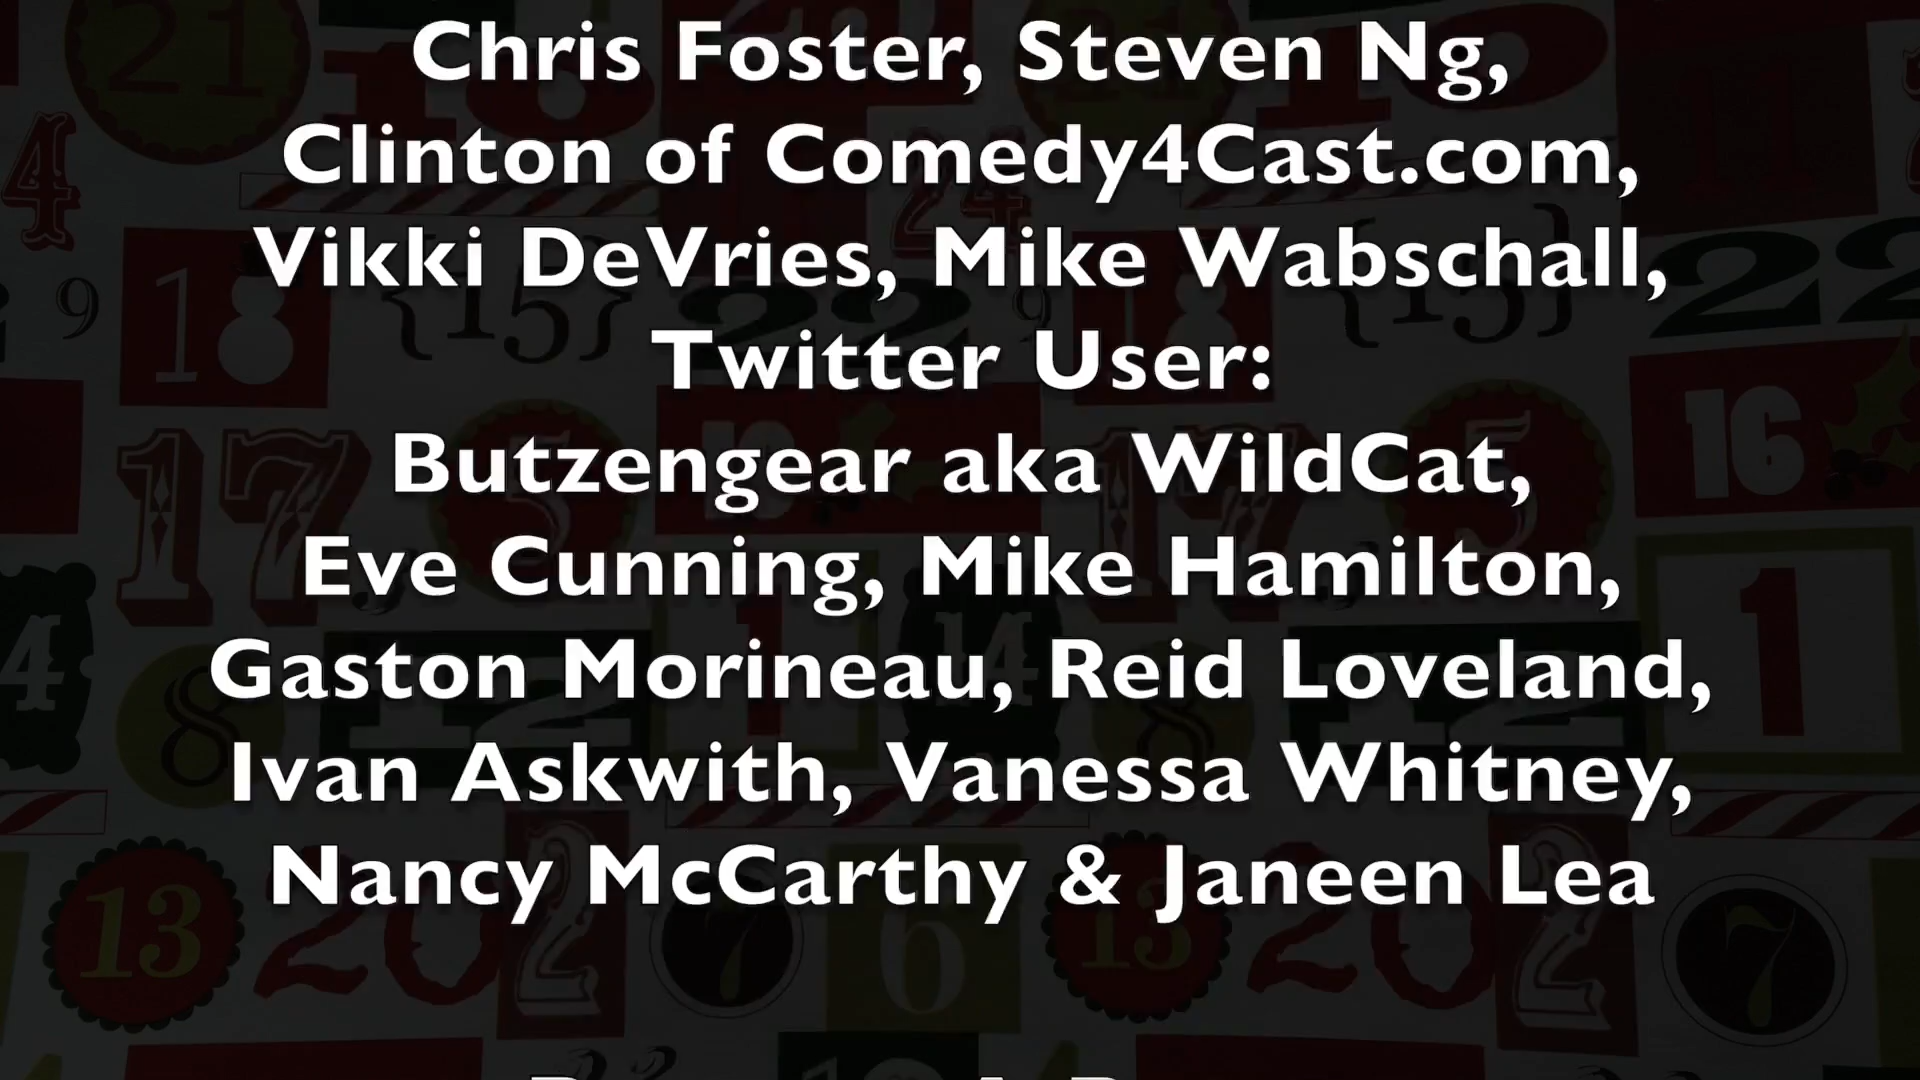 Chris Foster, Steven Ng,
Clinton of Comedy4Cast.com,
Vikki DeVries, Mike Wabschall,
Twitter User:
Butzengear aka WildCat,
Eve Cunning, Mike Hamilton,
Gaston Morineau, Reid Loveland,
Ivan Askwith, Vanessa Whitney,
Nancy McCarthy & Janeen Lea